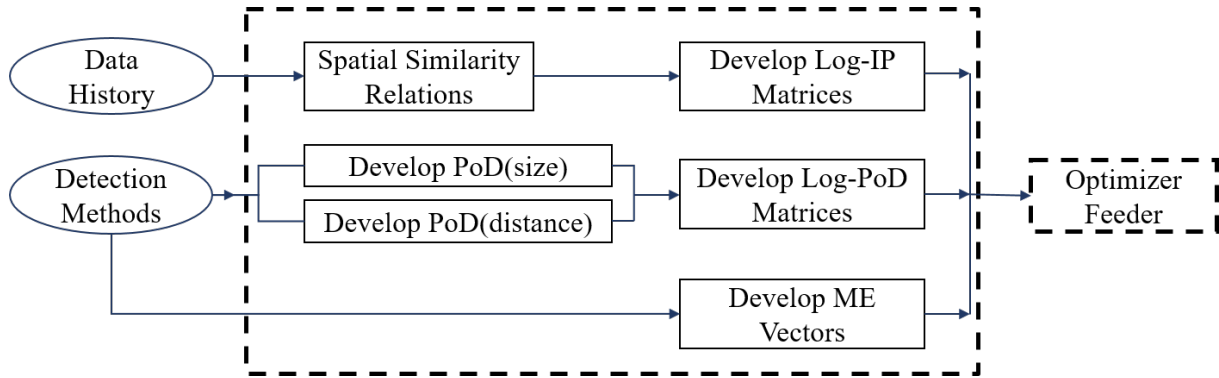 Data
History
Spatial Similarity
Relations
Develop Log-IP
Matrices
Detection
Methods
Develop PoD(size)
Develop PoD(distance)
Develop Log-PoD
Matrices
Optimizer
Feeder
Develop ME
Vectors